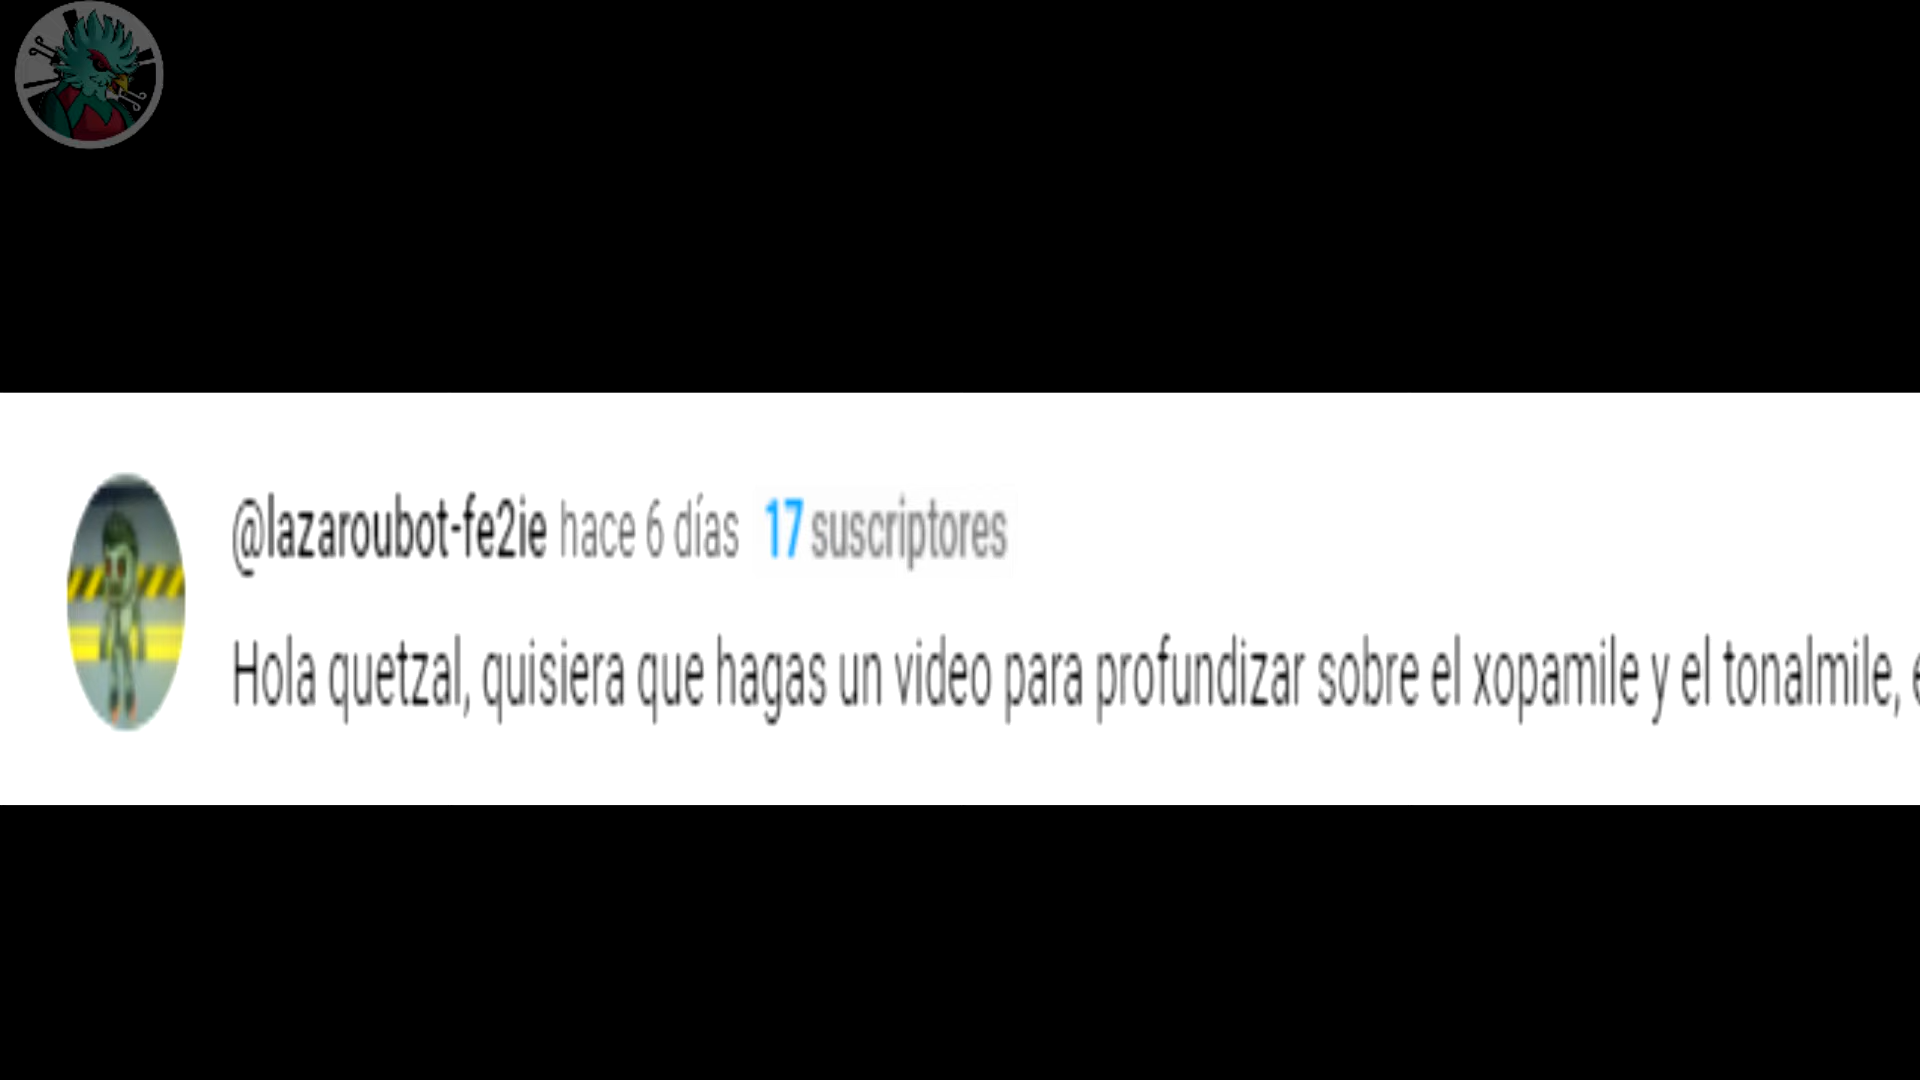 @lazaroubot-fe2ie hace 6 días 17 suscriptores
Hola quetzal, quisiera que hagas un video para profundizar sobre el xopamile y el tonalmile,